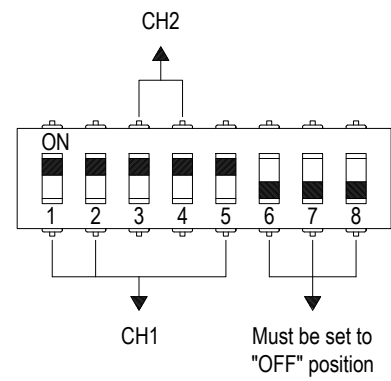 CH2
ON
1 2 3 4 5 6 7 8
CH1
Must be set to
"OFF" position